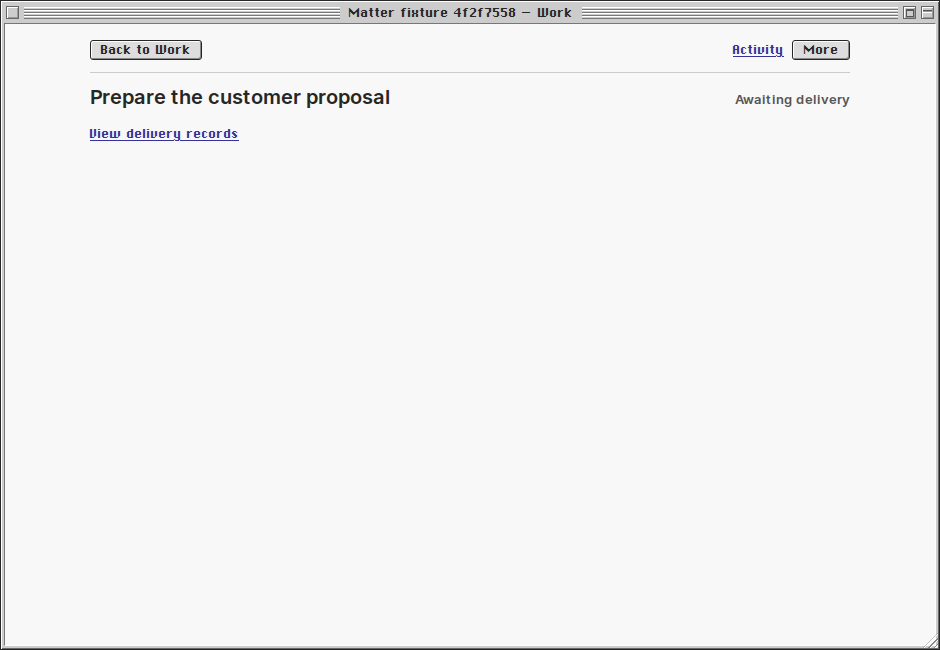 Matter fixture 4f2f7558 — Work
Back to Work
Activity
More
Prepare the customer proposal
Awaiting delivery
View delivery records